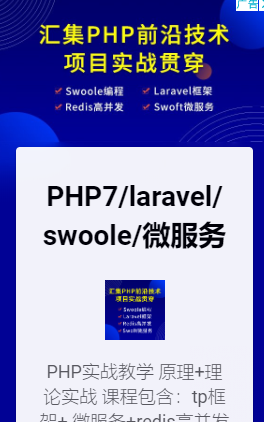 广告
汇集PHP前沿技术
项目实战贯穿
Swoole编程
Laravel框架
Redis高并发
Swoft微服务
PHP7/laravel/
swoole/微服务
汇集PHP前沿技术
项目实战贯穿
Swoole编程
Laravel框架
Redis高并发
Swoft微服务
PHP实战教学 原理+理
论实战 课程包含：tp框
架+ 微服务+redis高并发